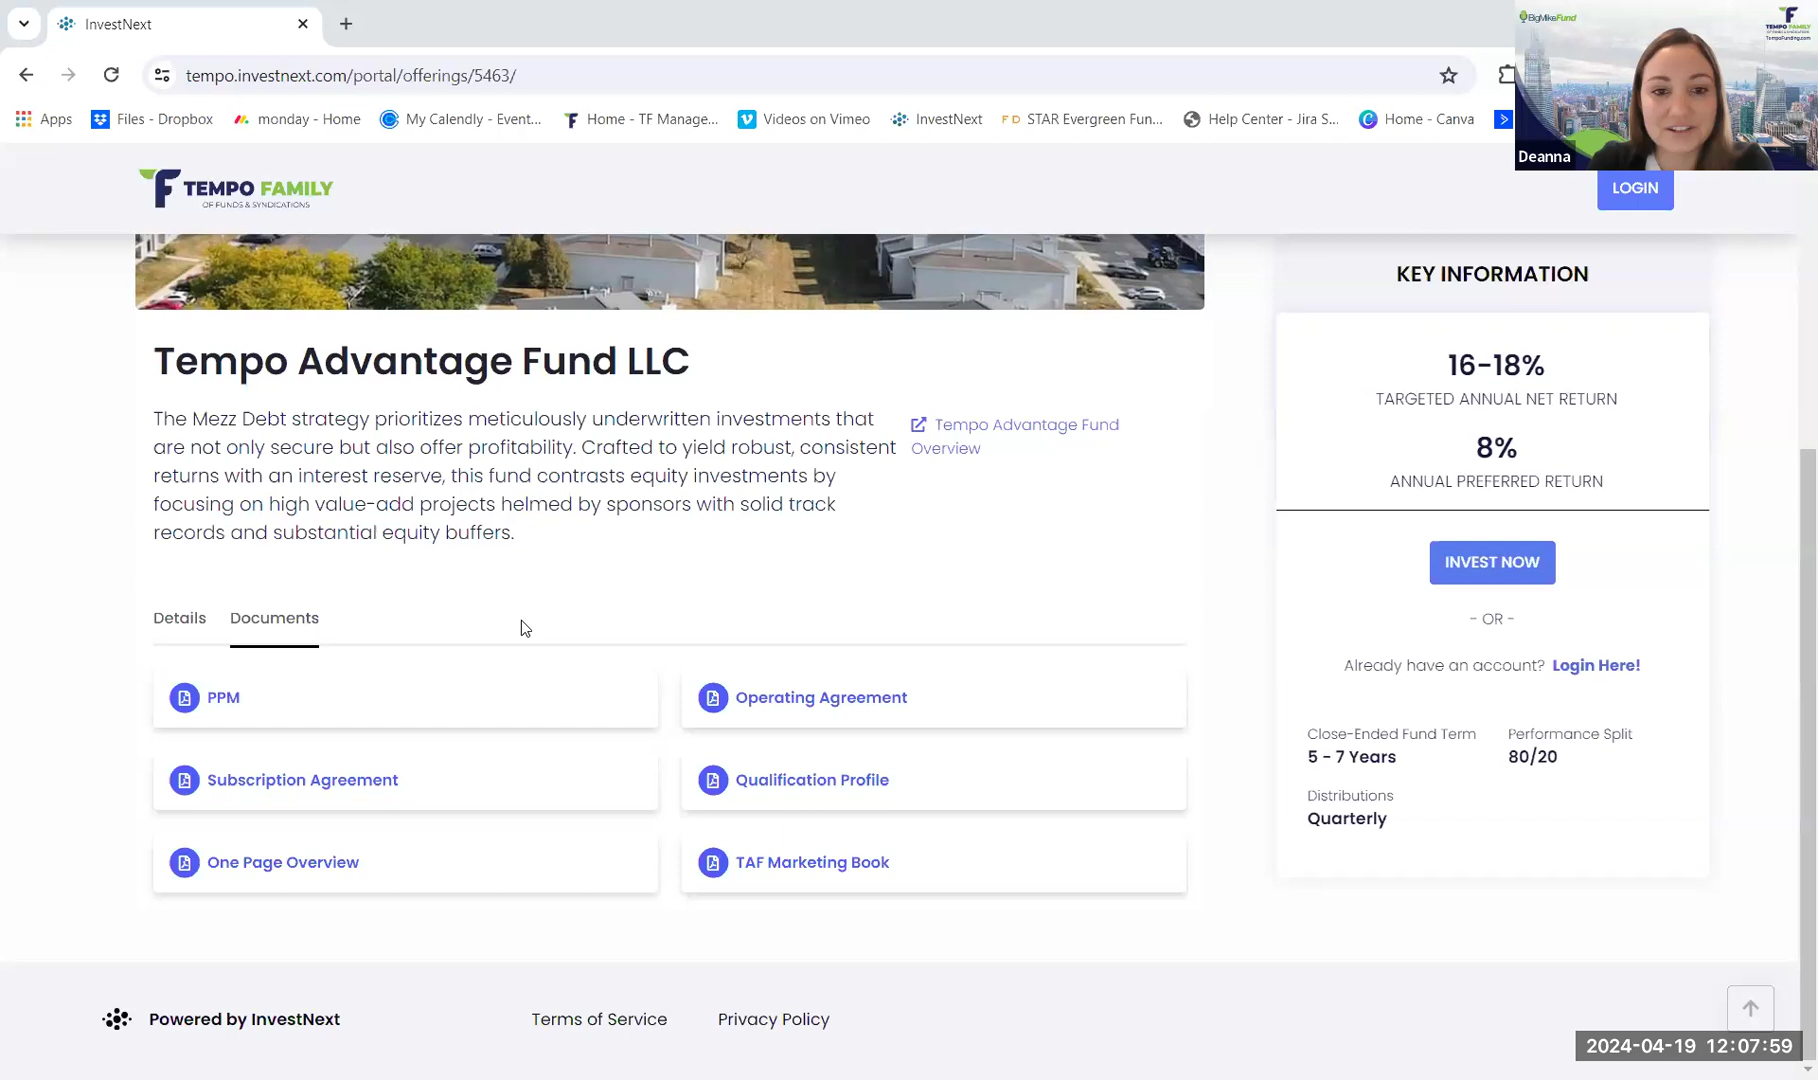 InvestNext
tempo.investnext.com/portal/offerings/5463/
Apps
Files - Dropbox
monday - Home
My Calendly - Event...
Home - TF Manage...
Videos on Vimeo
InvestNext
FD STAR Evergreen Fun...
Help Center - Jira S...
Home - Canva
BigMikeFund
TEMPO FAMILY
TempoFunding.com
Deanna
TEMPO FAMILY
OF FUNDS & SYNDICATIONS
LOGIN
Tempo Advantage Fund LLC
The Mezz Debt strategy prioritizes meticulously underwritten investments that
are not only secure but also offer profitability. Crafted to yield robust, consistent
returns with an interest reserve, this fund contrasts equity investments by
focusing on high value-add projects helmed by sponsors with solid track
records and substantial equity buffers.
Tempo Advantage Fund
Overview
Details
Documents
PPM
Operating Agreement
Subscription Agreement
Qualification Profile
One Page Overview
TAF Marketing Book
KEY INFORMATION
16-18%
TARGETED ANNUAL NET RETURN
8%
ANNUAL PREFERRED RETURN
INVEST NOW
- OR -
Already have an account? Login Here!
Close-Ended Fund Term
5 - 7 Years
Performance Split
80/20
Distributions
Quarterly
Powered by InvestNext
Terms of Service
Privacy Policy
2024-04-19 12:07:59